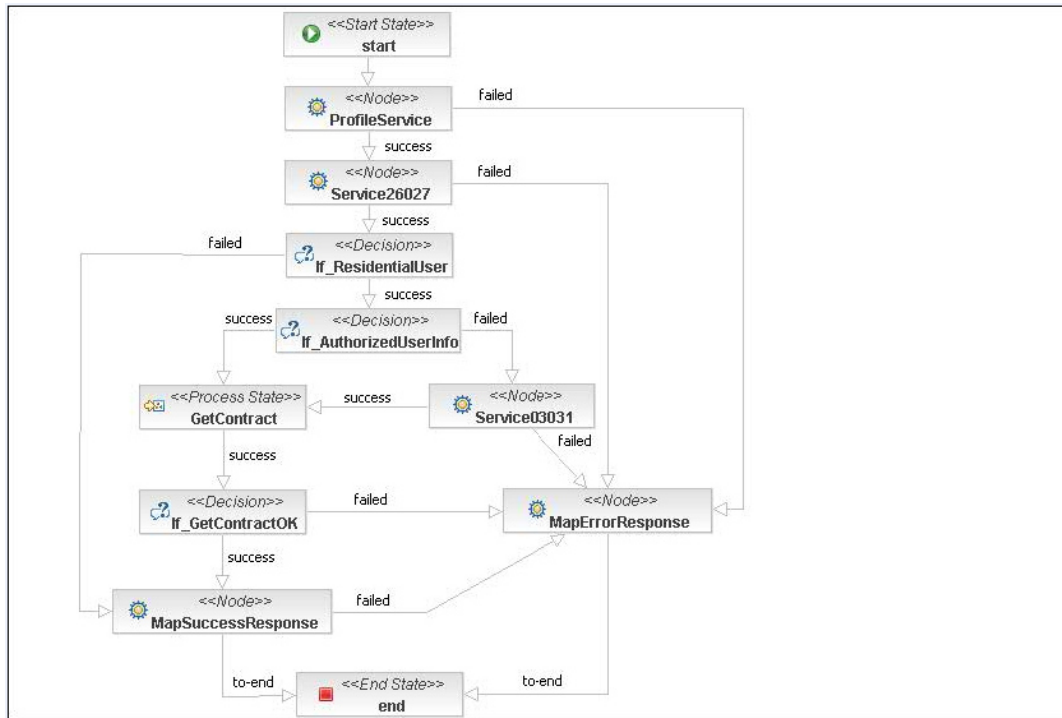 <<Start State>>
start
<<Node>>
ProfileService
failed
success
<<Node>>
Service26027
failed
success
failed
<<Decision>>
If_ResidentialUser
success
success
<<Decision>>
If_AuthorizedUserInfo
failed
<<Process State>>
GetContract
success
<<Node>>
Service03031
failed
success
<<Decision>>
If_GetContractOK
failed
<<Node>>
MapErrorResponse
success
<<Node>>
MapSuccessResponse
failed
to-end
<<End State>>
end
to-end